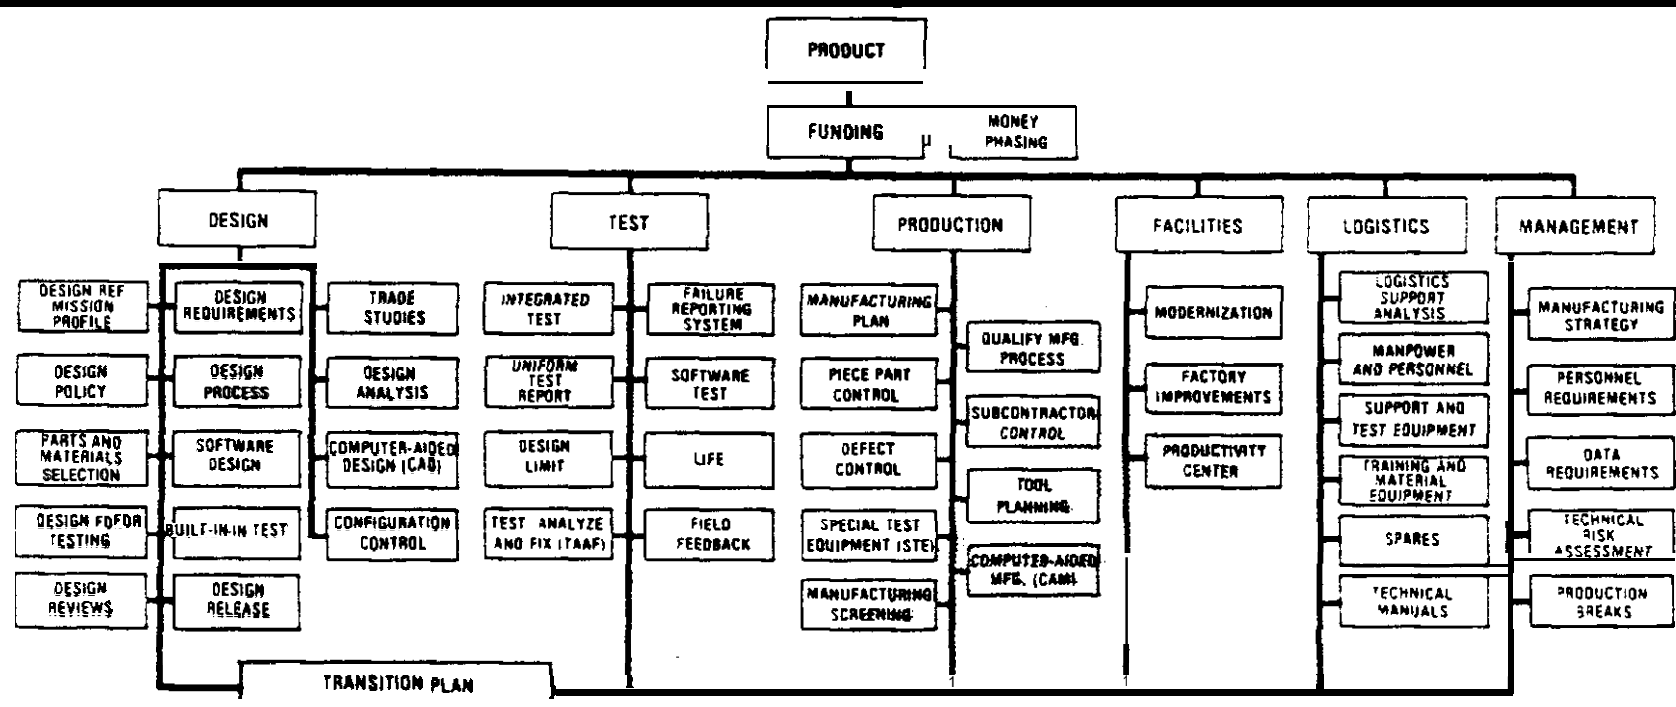 PRODUCT
FUNDING
MONEY
PHASING
µ
DESIGN
TEST
PRODUCTION
FACILITIES
LOGISTICS
MANAGEMENT
DESIGN REF
MISSION
PROFILE
DESIGN
REQUIREMENTS
TRADE
STUDIES
DESIGN
POLICY
DESIGN
PROCESS
DESIGN
ANALYSIS
PARTS AND
MATERIALS
SELECTION
SOFTWARE
DESIGN
COMPUTER-AIDED
DESIGN (CAD)
DESIGN FDFDR
TESTING
BUILT-IN-IN TEST
CONFIGURATION
CONTROL
DESIGN
REVIEWS
DESIGN
RELEASE
INTEGRATED
TEST
FAILURE
REPORTING
SYSTEM
UNIFORM
TEST
REPORT
SOFTWARE
TEST
DESIGN
LIMIT
LIFE
TEST ANALYZE
AND FIX (TAAF)
FIELD
FEEDBACK
MANUFACTURING
PLAN
QUALIFY MFG.
PROCESS
PIECE PART
CONTROL
SUBCONTRACTOR
CONTROL
DEFECT
CONTROL
TOOL
PLANNING
SPECIAL TEST
EQUIPMENT (STE)
COMPUTER-AIDED
MFG. (CAM)
MANUFACTURING
SCREENING
MODERNIZATION
FACTORY
IMPROVEMENTS
PRODUCTIVITY
CENTER
LOGISTICS
SUPPORT
ANALYSIS
MANPOWER
AND PERSONNEL
SUPPORT AND
TEST EQUIPMENT
TRAINING AND
MATERIAL
EQUIPMENT
SPARES
TECHNICAL
MANUALS
MANUFACTURING
STRATEGY
PERSONNEL
REQUIREMENTS
DATA
REQUIREMENTS
TECHNICAL
RISK
ASSESSMENT
PRODUCTION
BREAKS
TRANSITION PLAN